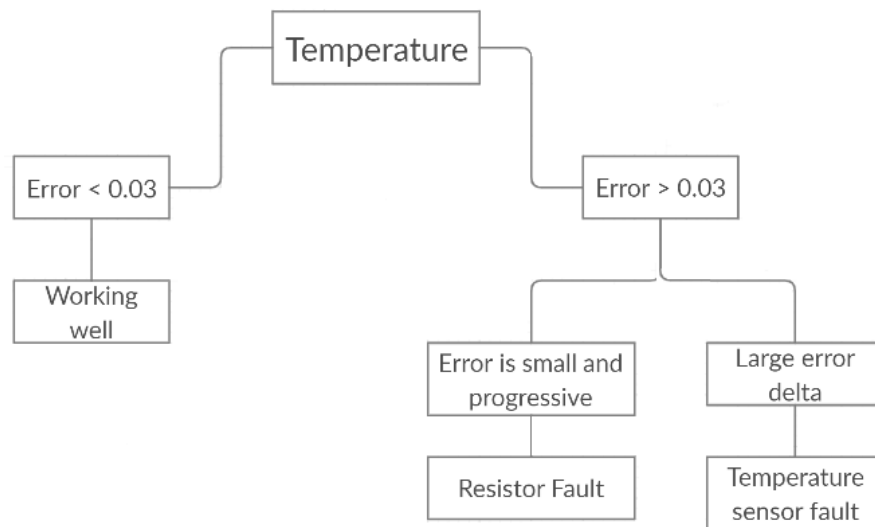 Temperature
Error < 0.03
Error > 0.03
Working
well
Error is small and
progressive
Large error
delta
Resistor Fault
Temperature
sensor fault